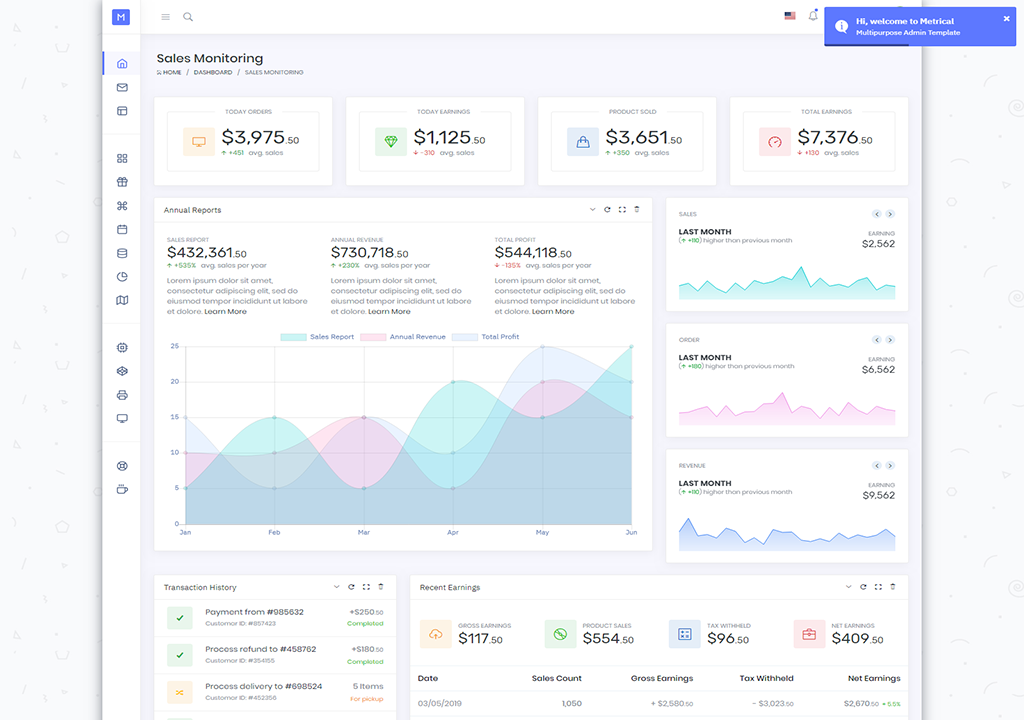 M
Hi, welcome to Metrical
Multipurpose Admin Template
Sales Monitoring
HOME / DASHBOARD / SALES MONITORING
TODAY ORDERS
$3,975.50
+451 avg. sales
TODAY EARNINGS
$1,125.50
-310 avg. sales
PRODUCT SOLD
$3,651.50
+350 avg. sales
TOTAL EARNINGS
$7,376.50
+130 avg. sales
Annual Reports
SALES REPORT
$432,361.50
+535% avg. sales per year
Lorem ipsum dolor sit amet,
consectetur adipiscing elit, sed do
eiusmod tempor incididunt ut labore
et dolore. Learn More
ANNUAL REVENUE
$730,718.50
+230% avg. sales per year
Lorem ipsum dolor sit amet,
consectetur adipiscing elit, sed do
eiusmod tempor incididunt ut labore
et dolore. Learn More
TOTAL PROFIT
$544,118.50
-135% avg. sales per year
Lorem ipsum dolor sit amet,
consectetur adipiscing elit, sed do
eiusmod tempor incididunt ut labore
et dolore. Learn More
Sales Report Annual Revenue Total Profit
25
20
15
10
5
0
Jan Feb Mar Apr May Jun
SALES
LAST MONTH
(+110) higher than previous month
EARNING
$2,562
ORDER
LAST MONTH
(+180) higher than previous month
EARNING
$6,562
REVENUE
LAST MONTH
(+110) higher than previous month
EARNING
$9,562
Transaction History
Payment from #985632 +$250.50
Customor ID: #857423 Completed
Process refund to #458762 +$180.50
Customor ID: #354155 Completed
Process delivery to #698524 5 Items
Customor ID: #452356 For pickup
Recent Earnings
GROSS EARNINGS
$117.50
PRODUCT SALES
$554.50
TAX WITHHELD
$96.50
NET EARNINGS
$409.50
Date Sales Count Gross Earnings Tax Withheld Net Earnings
03/05/2019 1,050 + $2,580.50 - $3,023.50 $2,670.50 + 5.5%